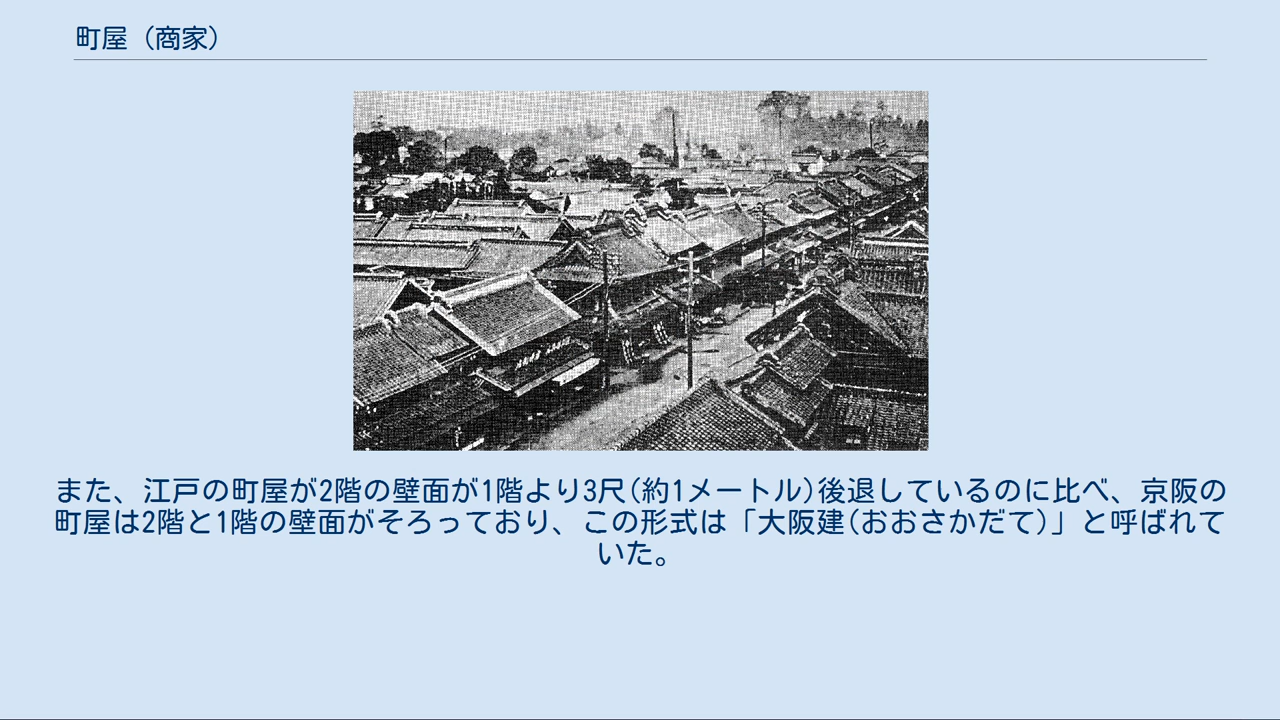 町屋（商家）
また、江戸の町屋が2階の壁面が1階より3尺(約1メートル)後退しているのに比べ、京阪の
町屋は2階と1階の壁面がそろっており、この形式は「大阪建(おおさかだて)」と呼ばれて
いた。